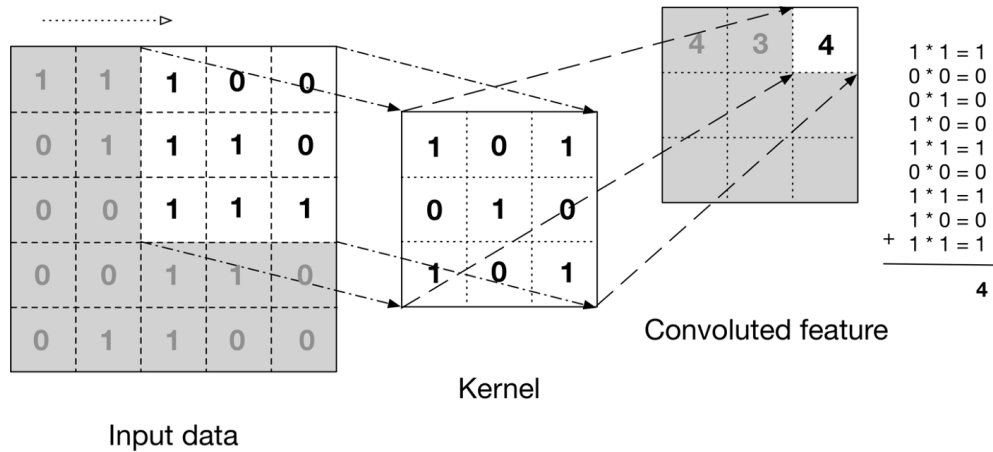 1 1 1 0 0
0 1 1 1 0
0 0 1 1 1
0 0 1 1 0
0 1 1 0 0
Input data
1 0 1
0 1 0
1 0 1
Kernel
4 3 4
Convoluted feature
1 * 1 = 1
0 * 0 = 0
0 * 1 = 0
1 * 0 = 0
1 * 1 = 1
0 * 0 = 0
1 * 1 = 1
1 * 0 = 0
+ 1 * 1 = 1
4